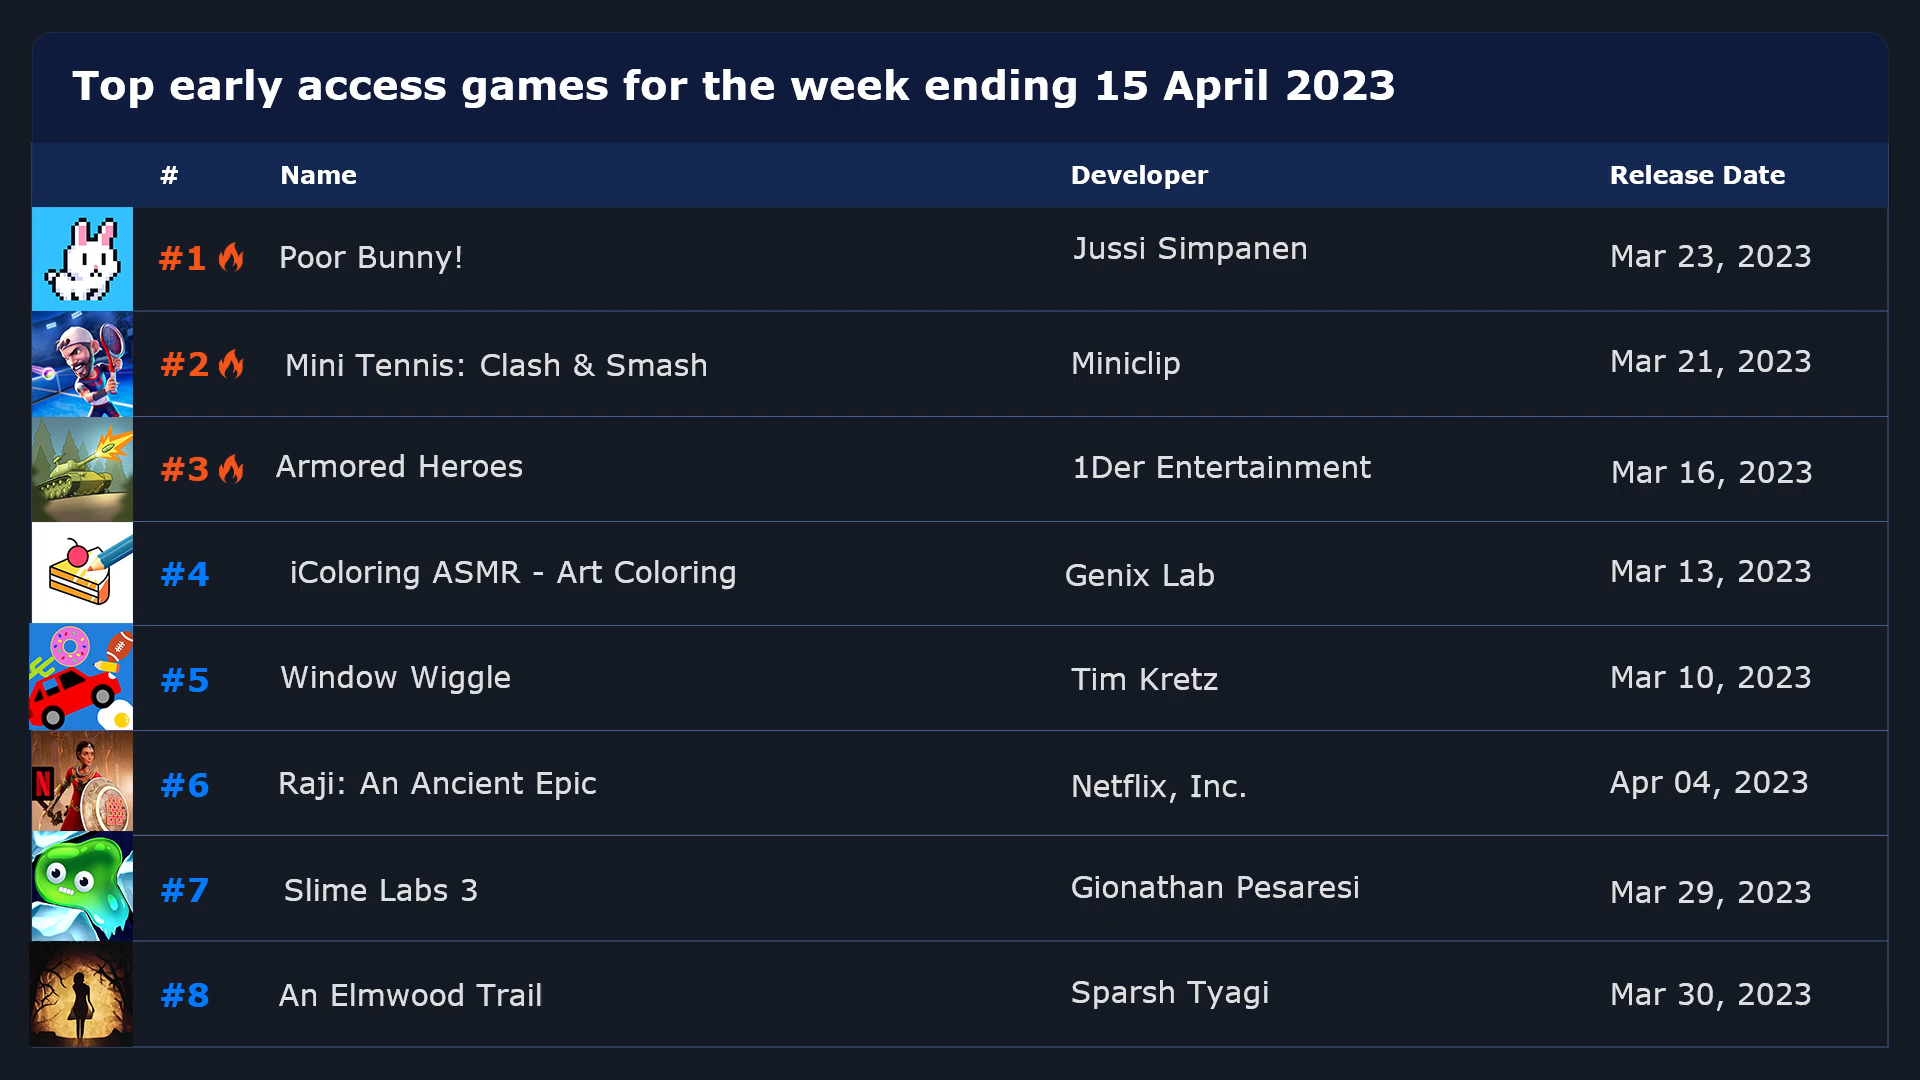 Top early access games for the week ending 15 April 2023
# Name Developer Release Date
#1 Poor Bunny! Jussi Simpanen Mar 23, 2023
#2 Mini Tennis: Clash & Smash Miniclip Mar 21, 2023
#3 Armored Heroes 1Der Entertainment Mar 16, 2023
#4 iColoring ASMR - Art Coloring Genix Lab Mar 13, 2023
#5 Window Wiggle Tim Kretz Mar 10, 2023
N
#6 Raji: An Ancient Epic Netflix, Inc. Apr 04, 2023
#7 Slime Labs 3 Gionathan Pesaresi Mar 29, 2023
#8 An Elmwood Trail Sparsh Tyagi Mar 30, 2023